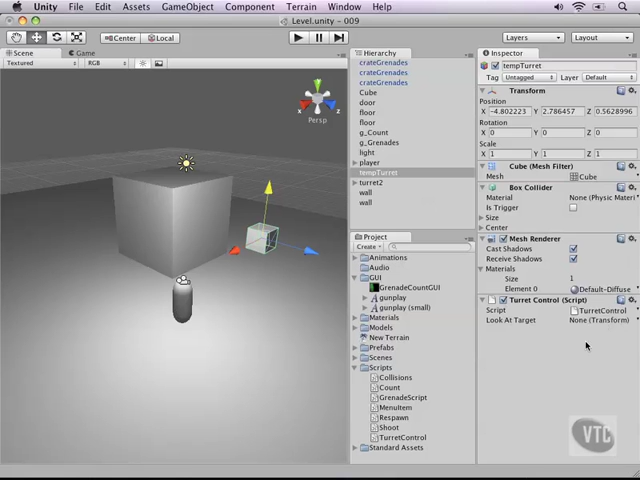 Unity File Edit Assets GameObject Component Terrain Window Help
Level.unity - 009
Center Local Layers Layout
Scene Game
Textured RGB
Persp
y
x
z
Hierarchy
crateGrenades
crateGrenades
crateGrenades
Cube
door
floor
floor
g_Count
g_Grenades
light
player
tempTurret
turret2
wall
wall
Project
Create
Animations
Audio
GUI
GrenadeCountGUI
gunplay
gunplay (small)
Materials
Models
New Terrain
Prefabs
Scenes
Scripts
Collisions
Count
GrenadeScript
MenuItem
Respawn
Shoot
TurretControl
Standard Assets
Inspector
tempTurret
Tag Untagged Layer Default
Transform
Position
X -4.802223 Y 2.786457 Z 0.5628996
Rotation
X 0 Y 0 Z 0
Scale
X 1 Y 1 Z 1
Cube (Mesh Filter)
Mesh Cube
Box Collider
Material None (Physic Materi
Is Trigger
Size
Center
Mesh Renderer
Cast Shadows
Receive Shadows
Materials
Size 1
Element 0 Default-Diffuse
Turret Control (Script)
Script TurretControl
Look At Target None (Transform)
VTC